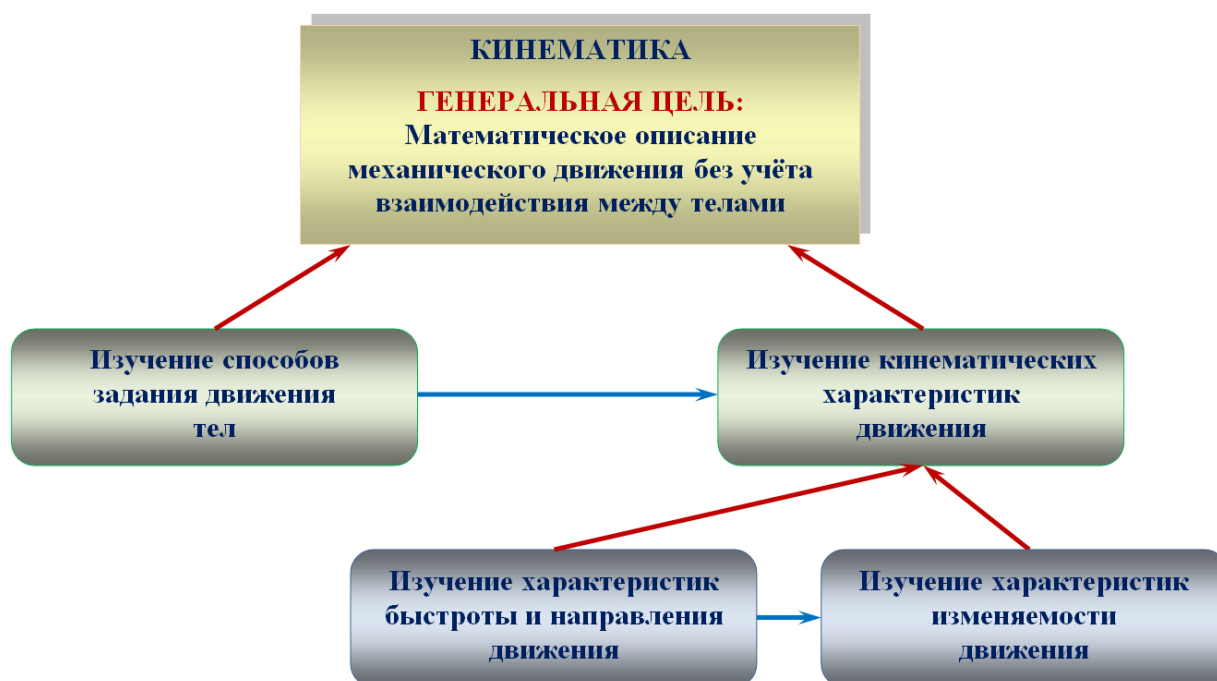 КИНЕМАТИКА
ГЕНЕРАЛЬНАЯ ЦЕЛЬ:
Математическое описание
механического движения без учёта
взаимодействия между телами
Изучение способов
задания движения
тел
Изучение кинематических
характеристик
движения
Изучение характеристик
быстроты и направления
движения
Изучение характеристик
изменяемости
движения